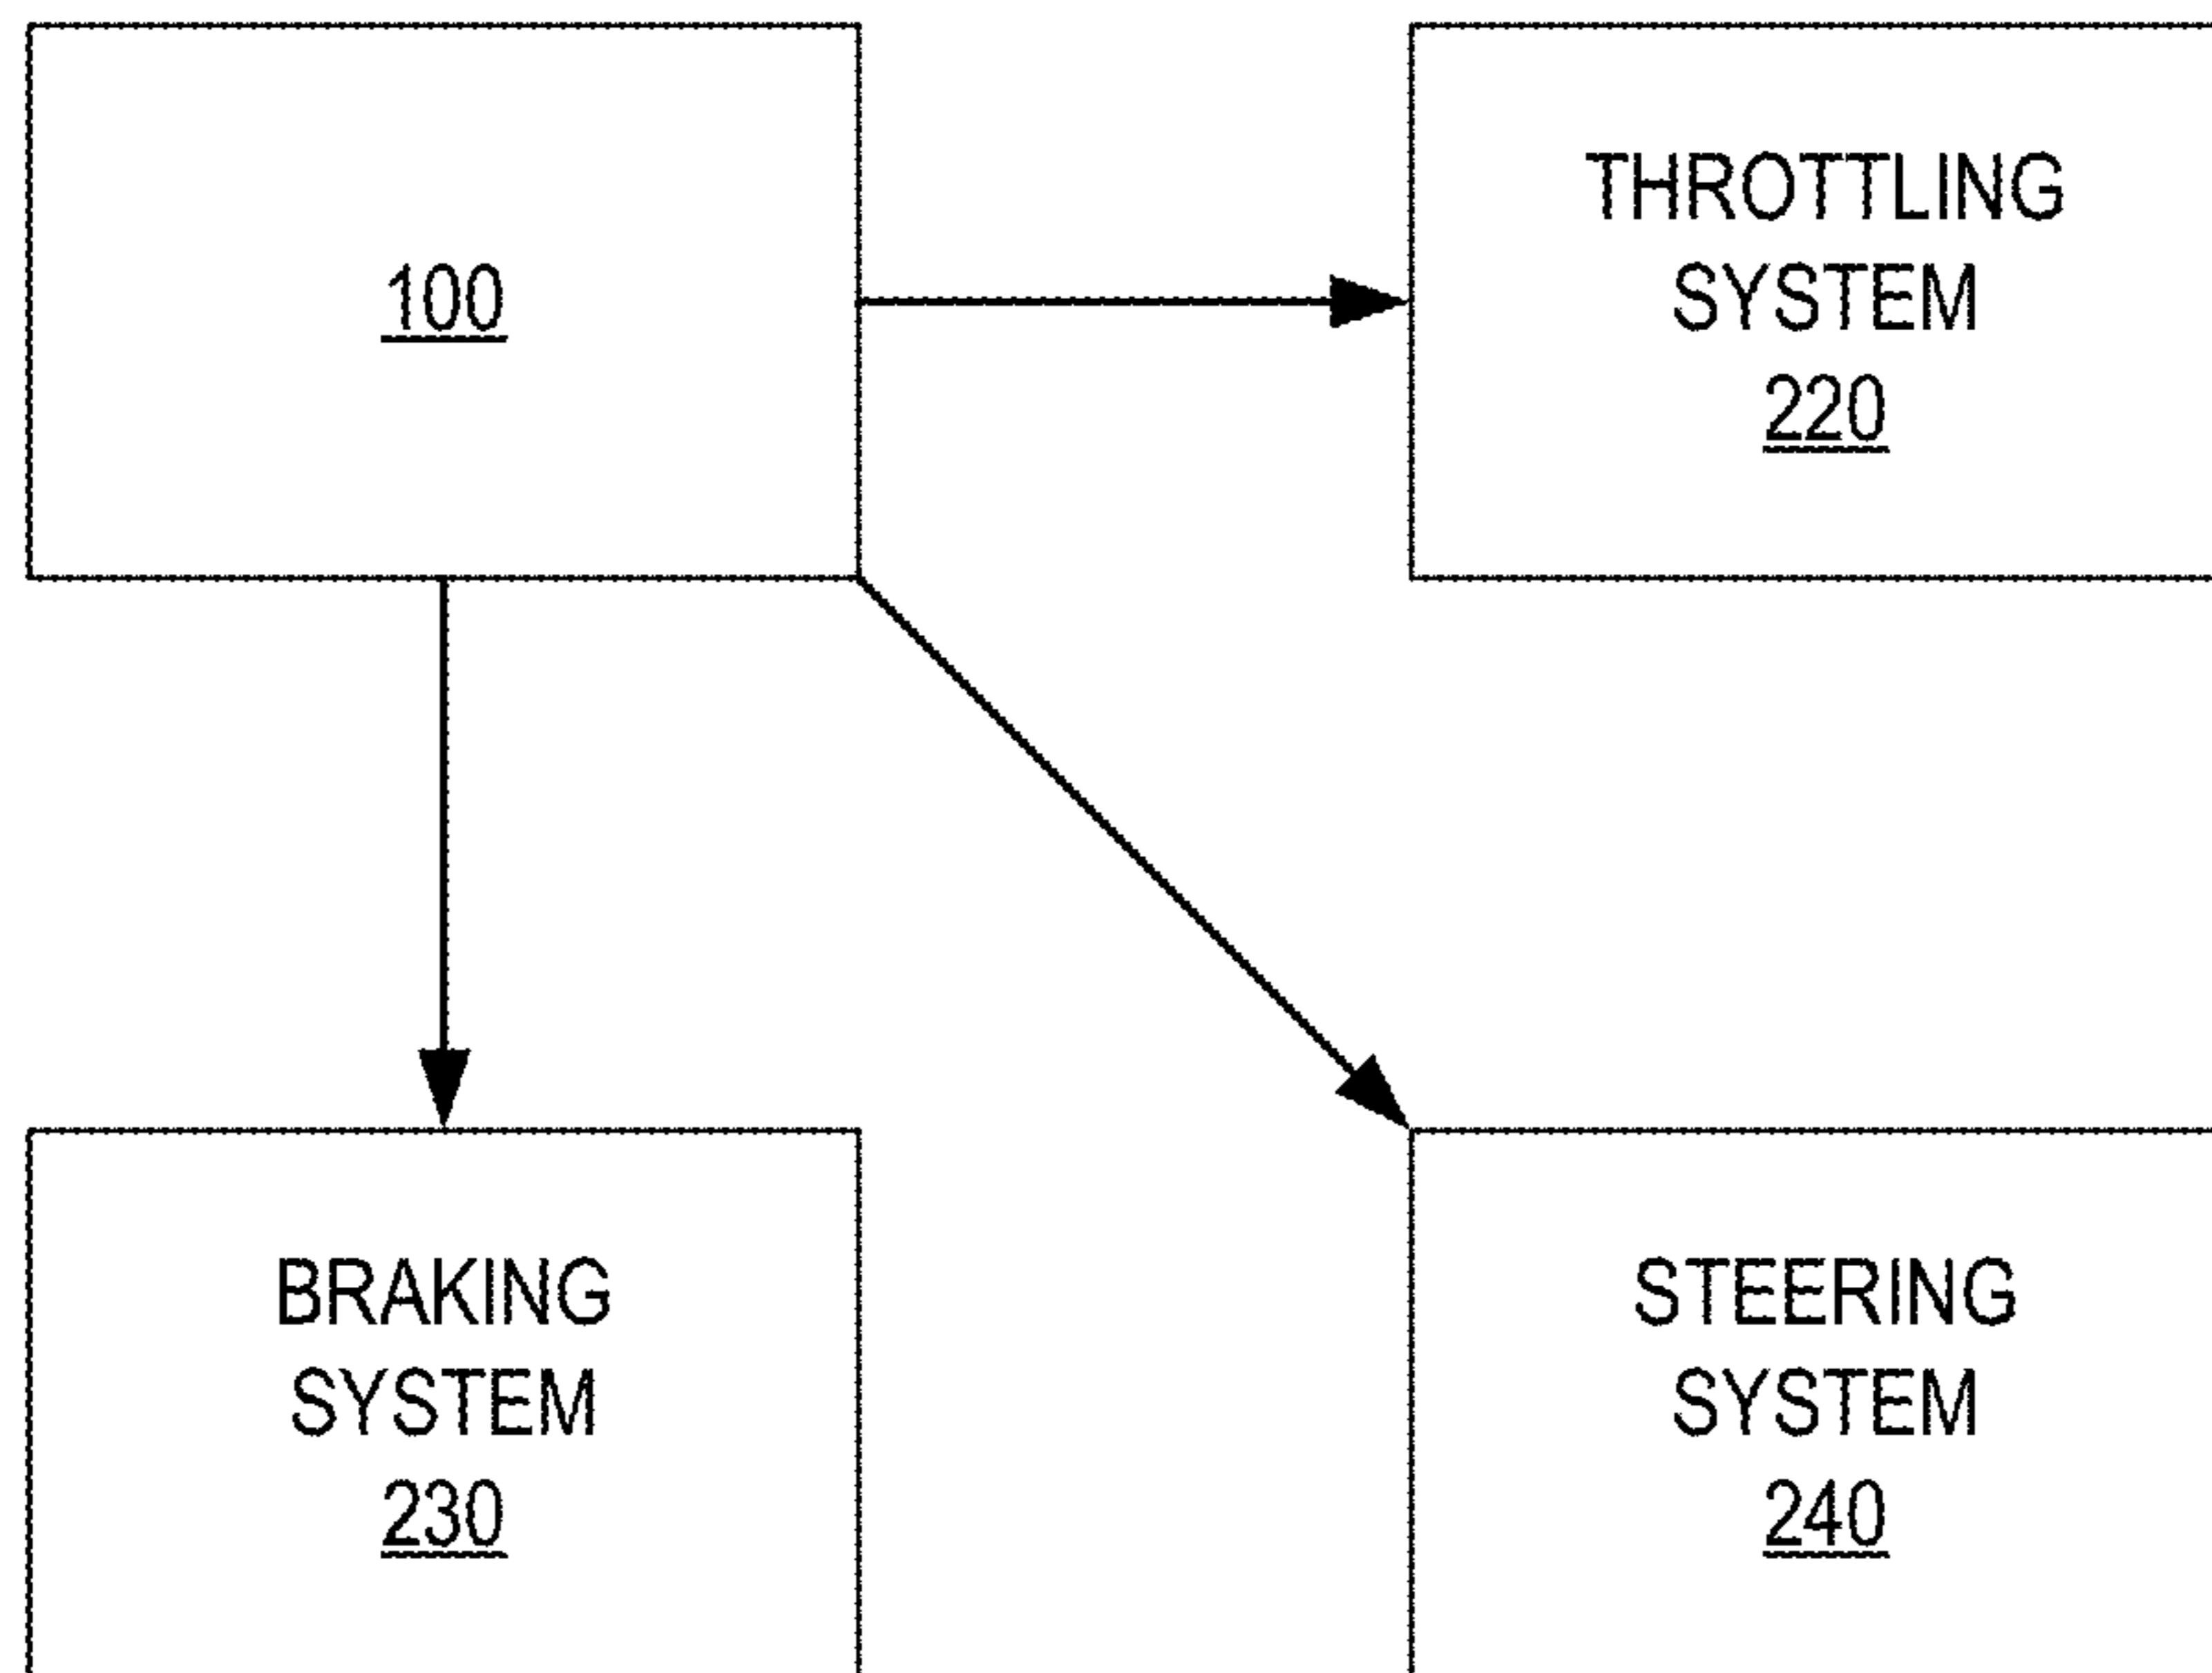 100
THROTTLING
SYSTEM
220
BRAKING
SYSTEM
230
STEERING
SYSTEM
240